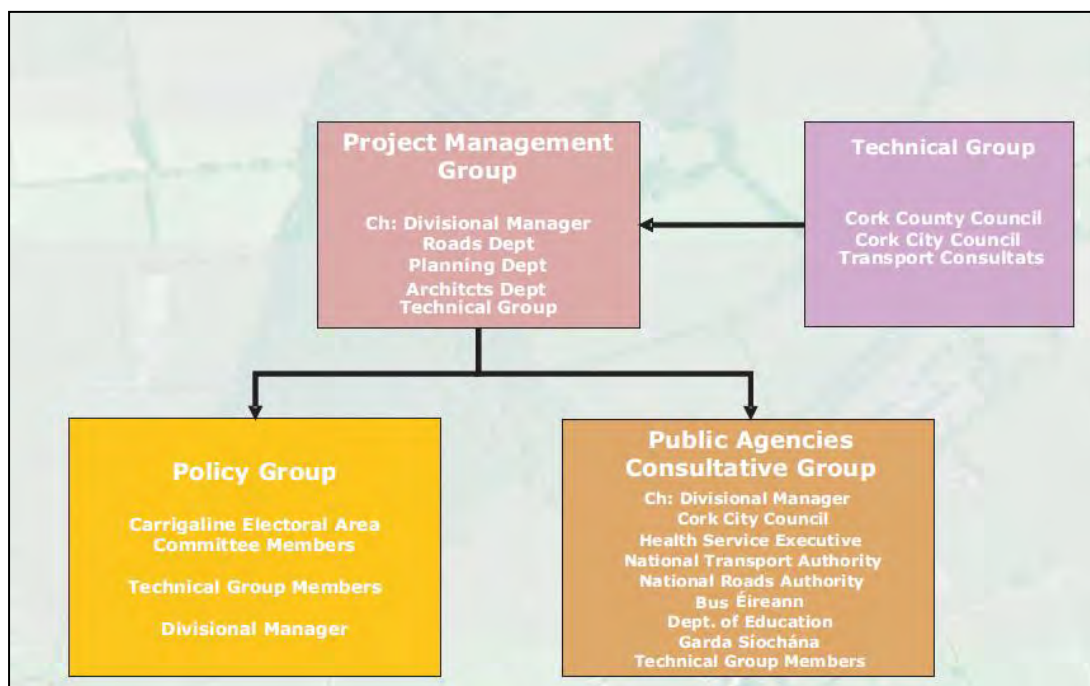 Project Management
Group
Ch: Divisional Manager
Roads Dept
Planning Dept
Architcts Dept
Technical Group
Technical Group
Cork County Council
Cork City Council
Transport Consultats
Policy Group
Carrigaline Electoral Area
Committee Members
Technical Group Members
Divisional Manager
Public Agencies
Consultative Group
Ch: Divisional Manager
Cork City Council
Health Service Executive
National Transport Authority
National Roads Authority
Bus Éireann
Dept. of Education
Garda Síochána
Technical Group Members